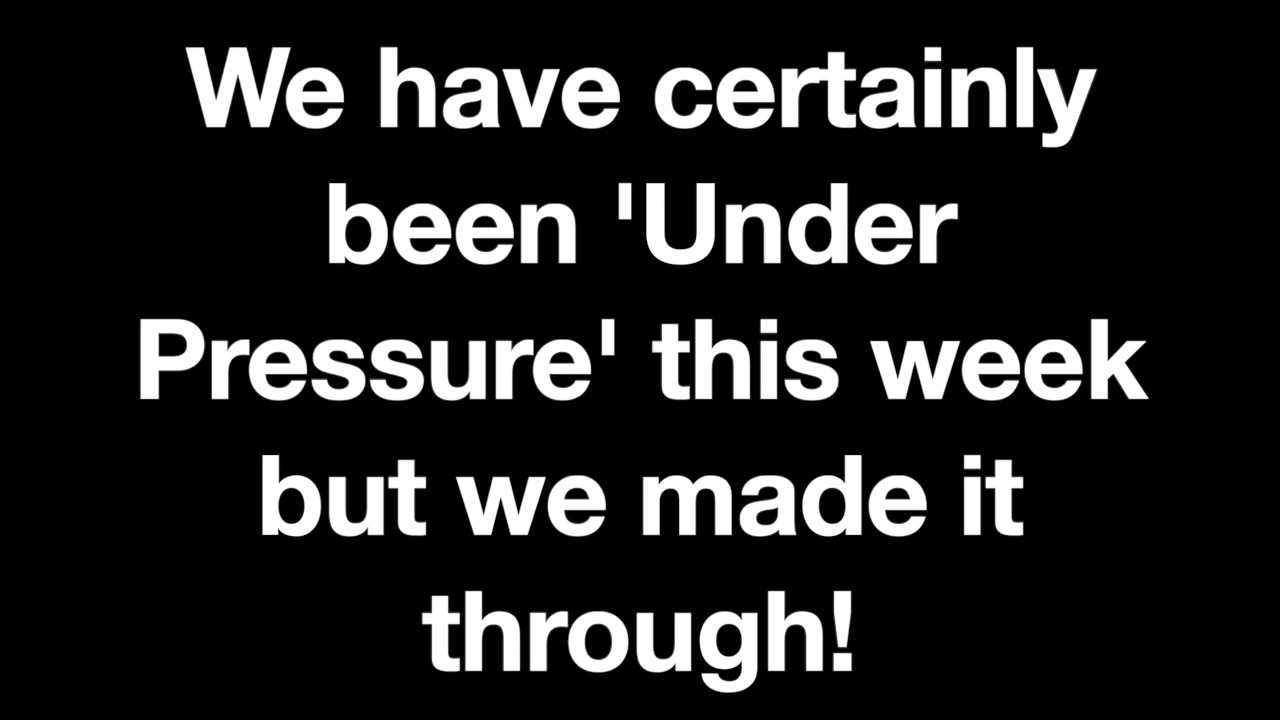 We have certainly
been 'Under
Pressure' this week
but we made it
through!